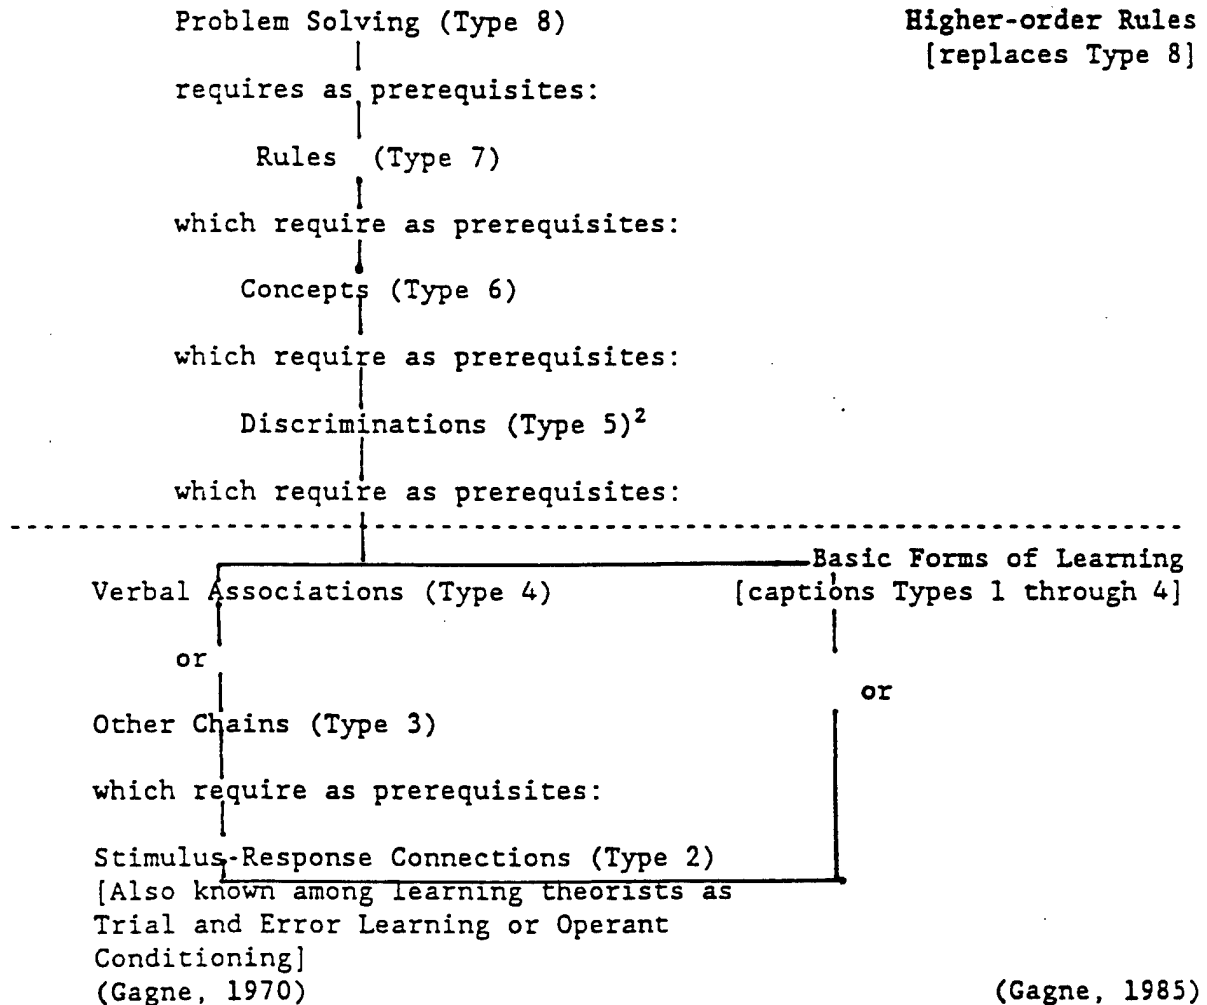 Problem Solving (Type 8)
Higher-order Rules
[replaces Type 8]
requires as prerequisites:
Rules (Type 7)
which require as prerequisites:
Concepts (Type 6)
which require as prerequisites:
Discriminations (Type 5)²
which require as prerequisites:
Basic Forms of Learning
Verbal Associations (Type 4)
[captions Types 1 through 4]
or
or
Other Chains (Type 3)
which require as prerequisites:
Stimulus-Response Connections (Type 2)
[Also known among learning theorists as
Trial and Error Learning or Operant
Conditioning]
(Gagne, 1970)
(Gagne, 1985)